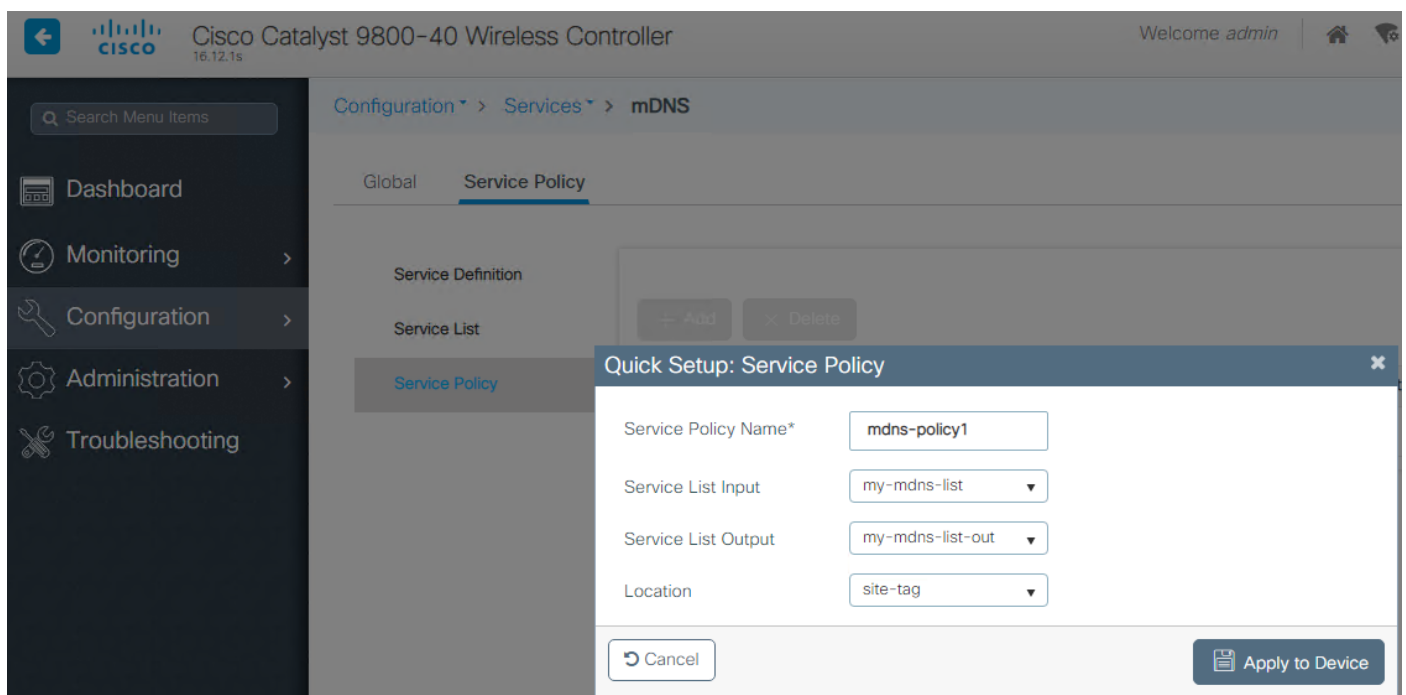 CISCO
Cisco Catalyst 9800-40 Wireless Controller
16.12.1s
Welcome admin
Search Menu Items
Dashboard
Monitoring
Configuration
Administration
Troubleshooting
Configuration > Services > mDNS
Global Service Policy
Service Definition
Service List
Service Policy
+ Add × Delete
Quick Setup: Service Policy
Service Policy Name* mdns-policy1
Service List Input my-mdns-list
Service List Output my-mdns-list-out
Location site-tag
Cancel Apply to Device